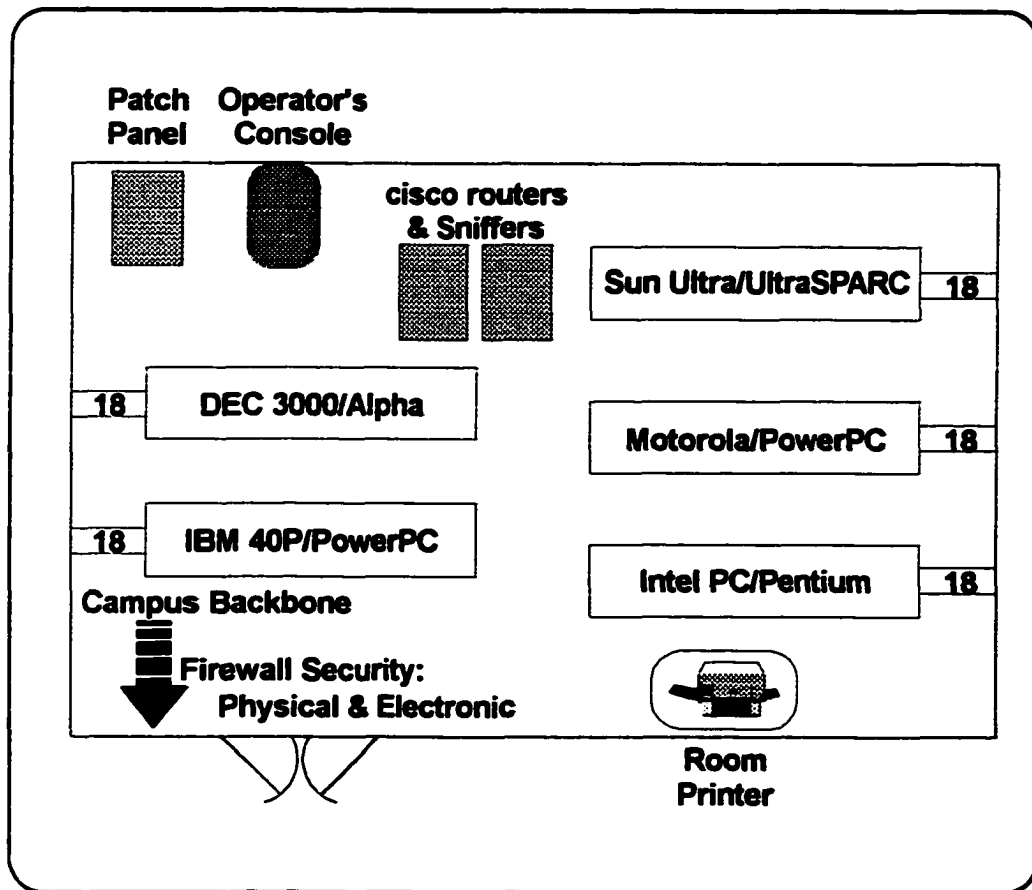 Patch Operator's
Panel Console
cisco routers
& Sniffers
Sun Ultra/UltraSPARC 18
18 DEC 3000/Alpha
Motorola/PowerPC 18
18 IBM 40P/PowerPC
Intel PC/Pentium 18
Campus Backbone
Firewall Security:
Physical & Electronic
Room
Printer